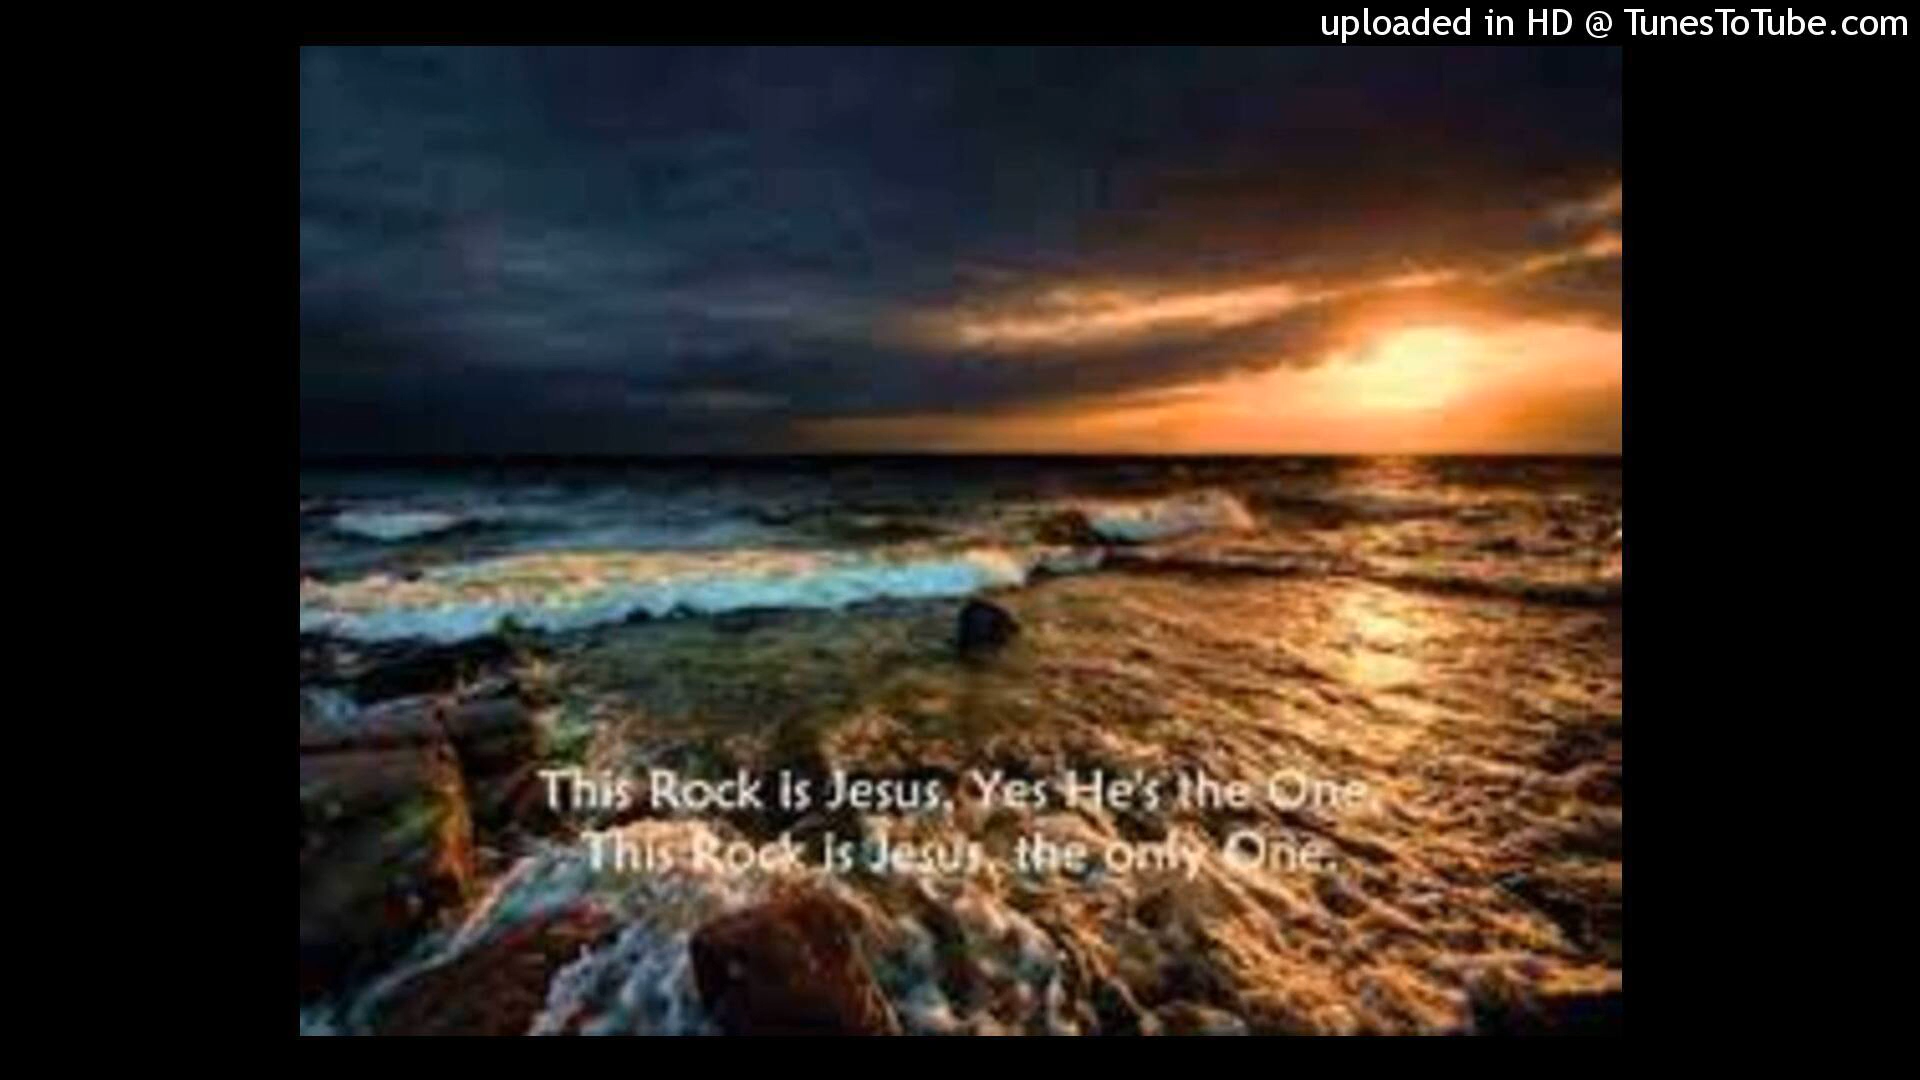 uploaded in HD @ TunesToTube.com
This Rock is Jesus, Yes He's the One,
This Rock is Jesus, the only One.